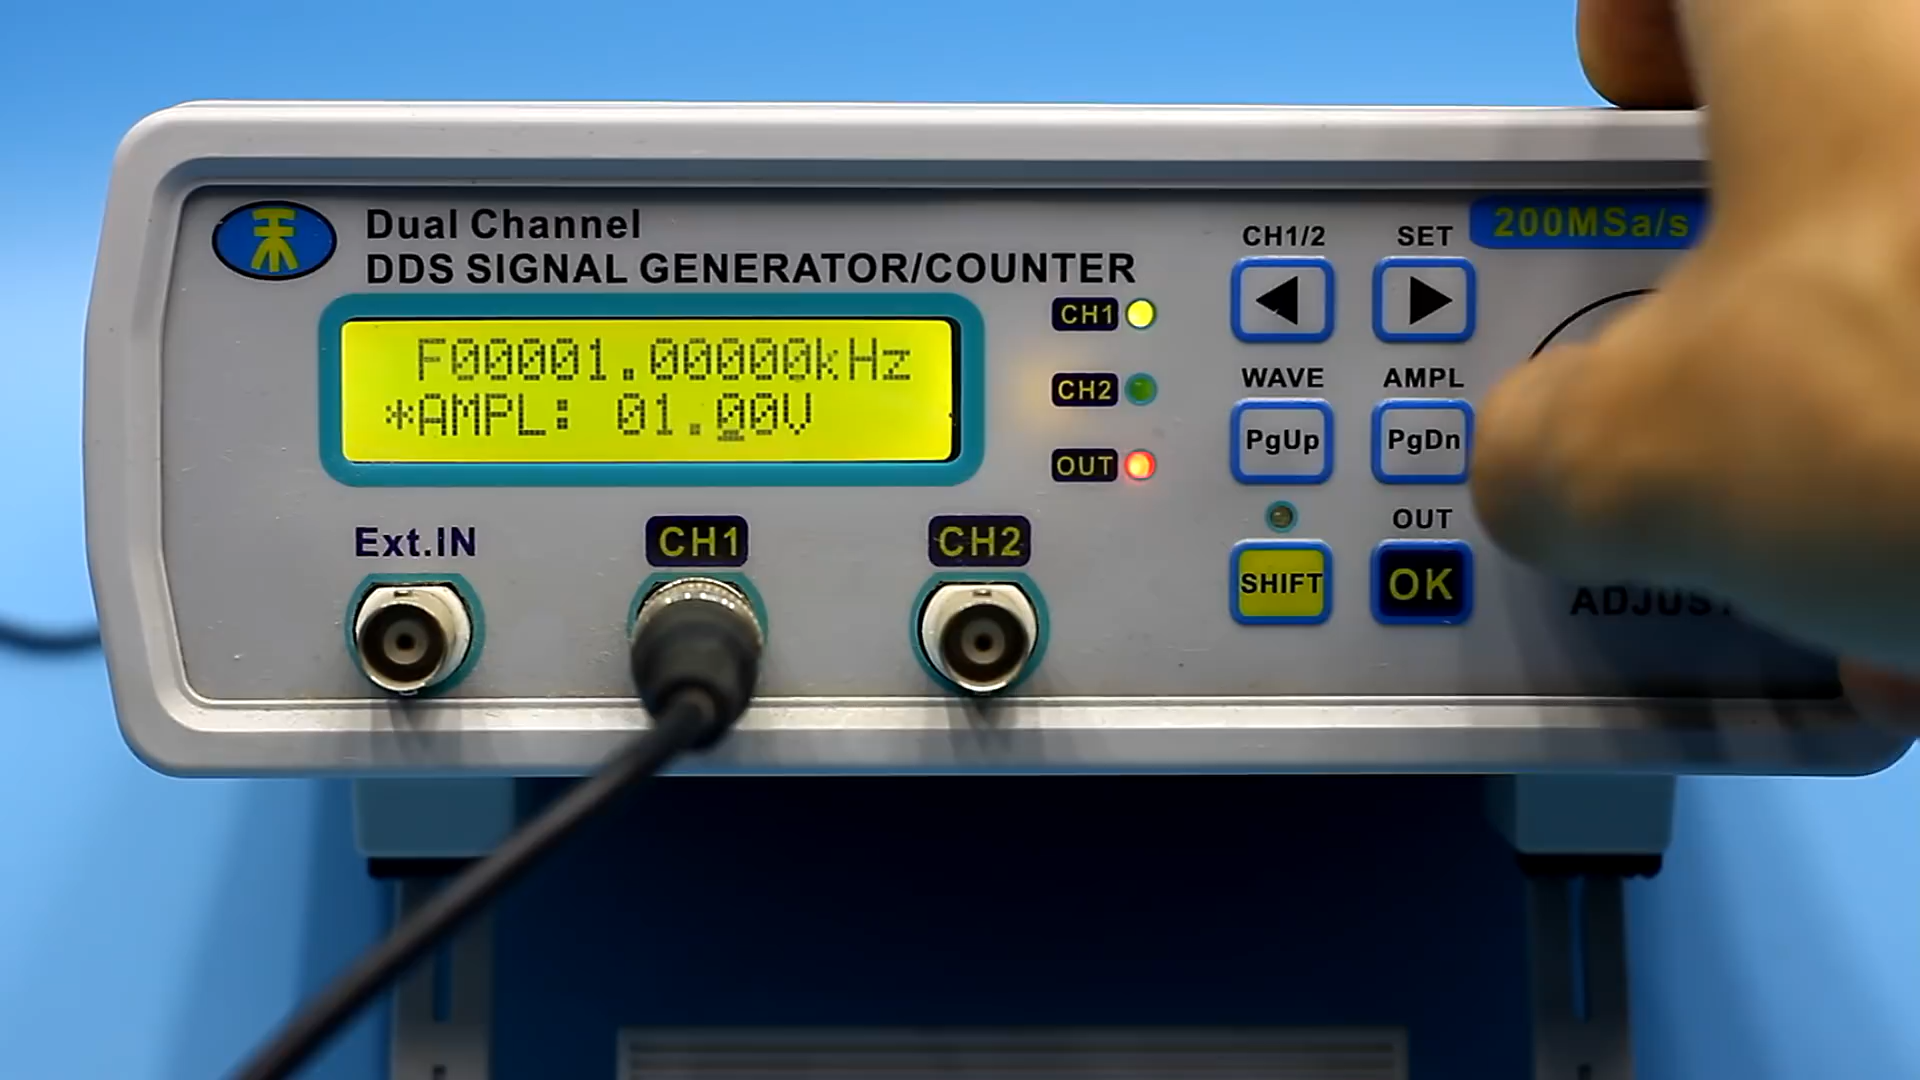 Dual Channel
DDS SIGNAL GENERATOR/COUNTER
200MSa/s
F00001.00000kHz
*AMPL: 01.00V
CH1
CH2
OUT
CH1/2
SET
WAVE
AMPL
PgUp
PgDn
OUT
SHIFT
OK
Ext.IN
CH1
CH2